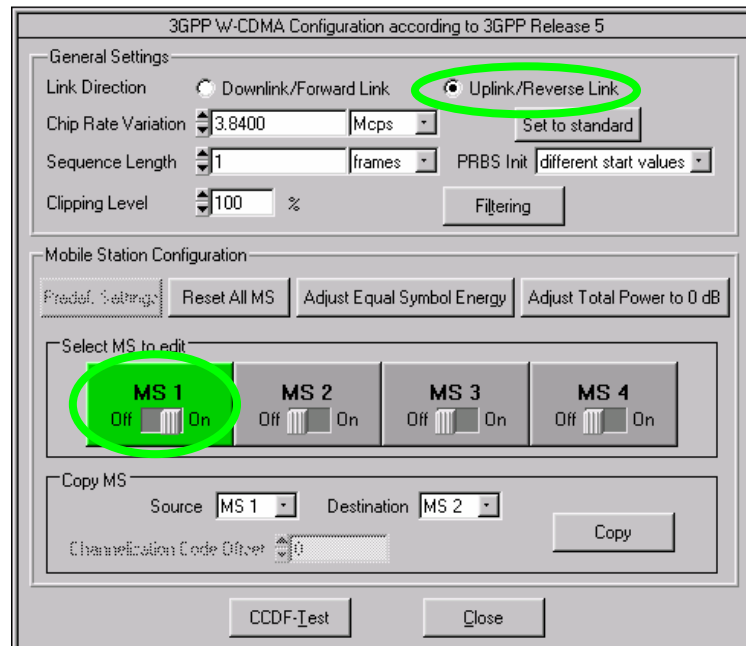 3GPP W-CDMA Configuration according to 3GPP Release 5
General Settings
Link Direction Downlink/Forward Link Uplink/Reverse Link
Chip Rate Variation 3.8400 Mcps Set to standard
Sequence Length 1 frames PRBS Init different start values
Clipping Level 100 % Filtering
Mobile Station Configuration
Predef. Settings Reset All MS Adjust Equal Symbol Energy Adjust Total Power to 0 dB
Select MS to edit
MS 1 MS 2 MS 3 MS 4
Off On Off On Off On Off On
Copy MS
Source MS 1 Destination MS 2
Copy
Channelization Code Offset 0
CCDF-Test Close